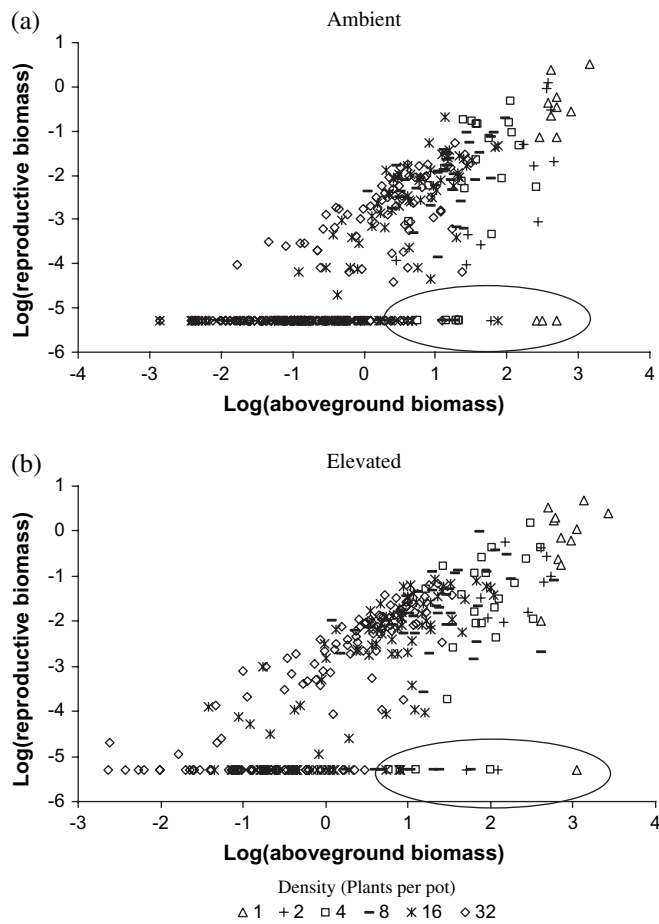 (a) Ambient
Log(reproductive biomass)
1
0
-1
-2
-3
-4
-5
-6
-4 -3 -2 -1 0 1 2 3 4
Log(aboveground biomass)
(b) Elevated
Log(reproductive biomass)
1
0
-1
-2
-3
-4
-5
-6
-3 -2 -1 0 1 2 3 4
Log(aboveground biomass)
Density (Plants per pot)
1 2 4 8 16 32